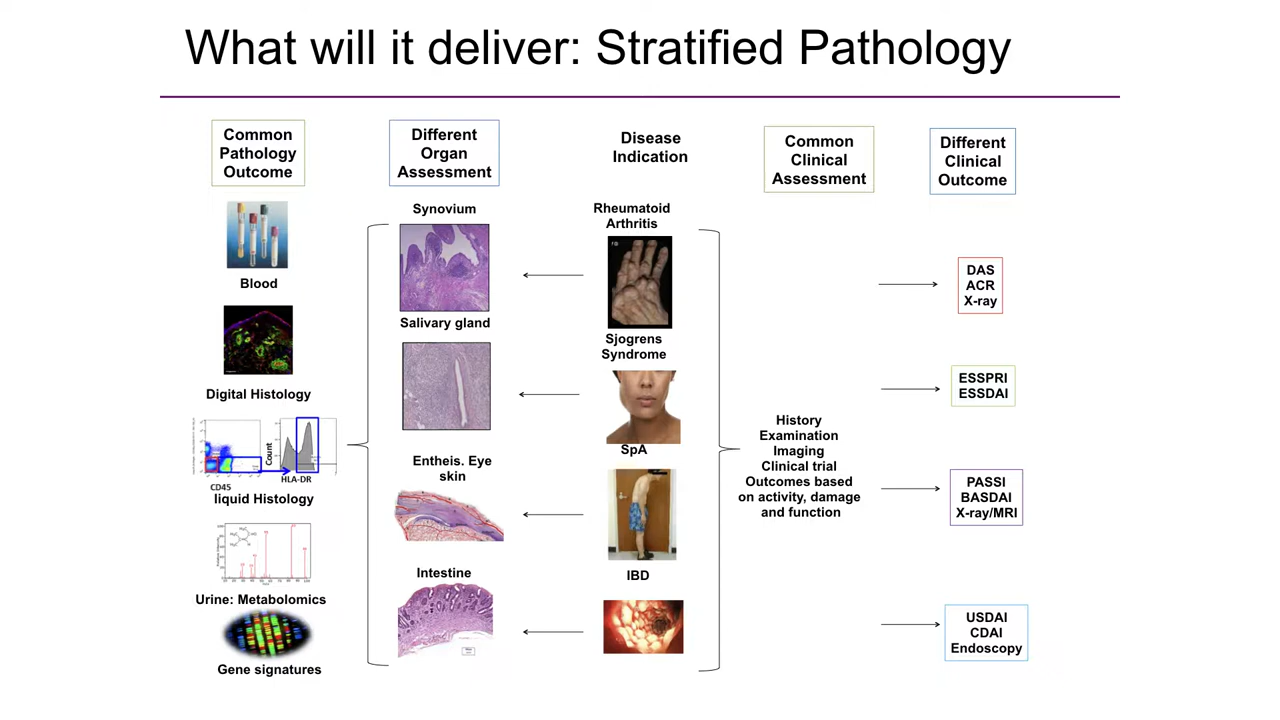 What will it deliver: Stratified Pathology
Common
Pathology
Outcome
Different
Organ
Assessment
Disease
Indication
Common
Clinical
Assessment
Different
Clinical
Outcome
Blood
Digital Histology
Count
CD45
HLA-DR
liquid Histology
Urine: Metabolomics
Gene signatures
Synovium
Salivary gland
Entheis. Eye
skin
Intestine
Rheumatoid
Arthritis
Sjogrens
Syndrome
SpA
IBD
History
Examination
Imaging
Clinical trial
Outcomes based
on activity, damage
and function
DAS
ACR
X-ray
ESSPRI
ESSDAI
PASSI
BASDAI
X-ray/MRI
USDAI
CDAI
Endoscopy